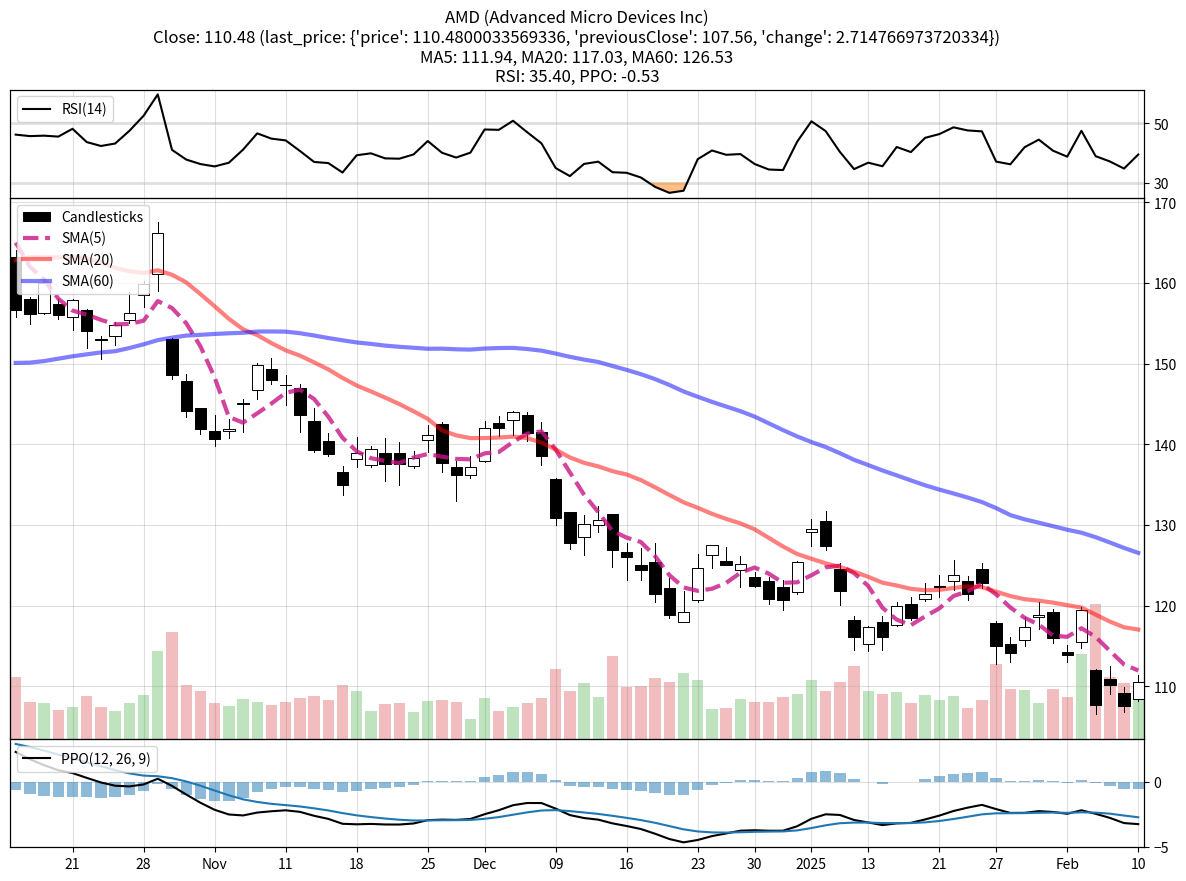 AMD (Advanced Micro Devices Inc)
Close: 110.48 (last_price: {'price': 110.4800033569336, 'previousClose': 107.56, 'change': 2.714766973720334})
MA5: 111.94, MA20: 117.03, MA60: 126.53
RSI: 35.40, PPO: -0.53
RSI(14)
50
30
Candlesticks
SMA(5)
SMA(20)
SMA(60)
170
160
150
140
130
120
110
PPO(12, 26, 9)
0
−5
21 28 Nov 11 18 25 Dec 09 16 23 30 2025 13 21 27 Feb 10